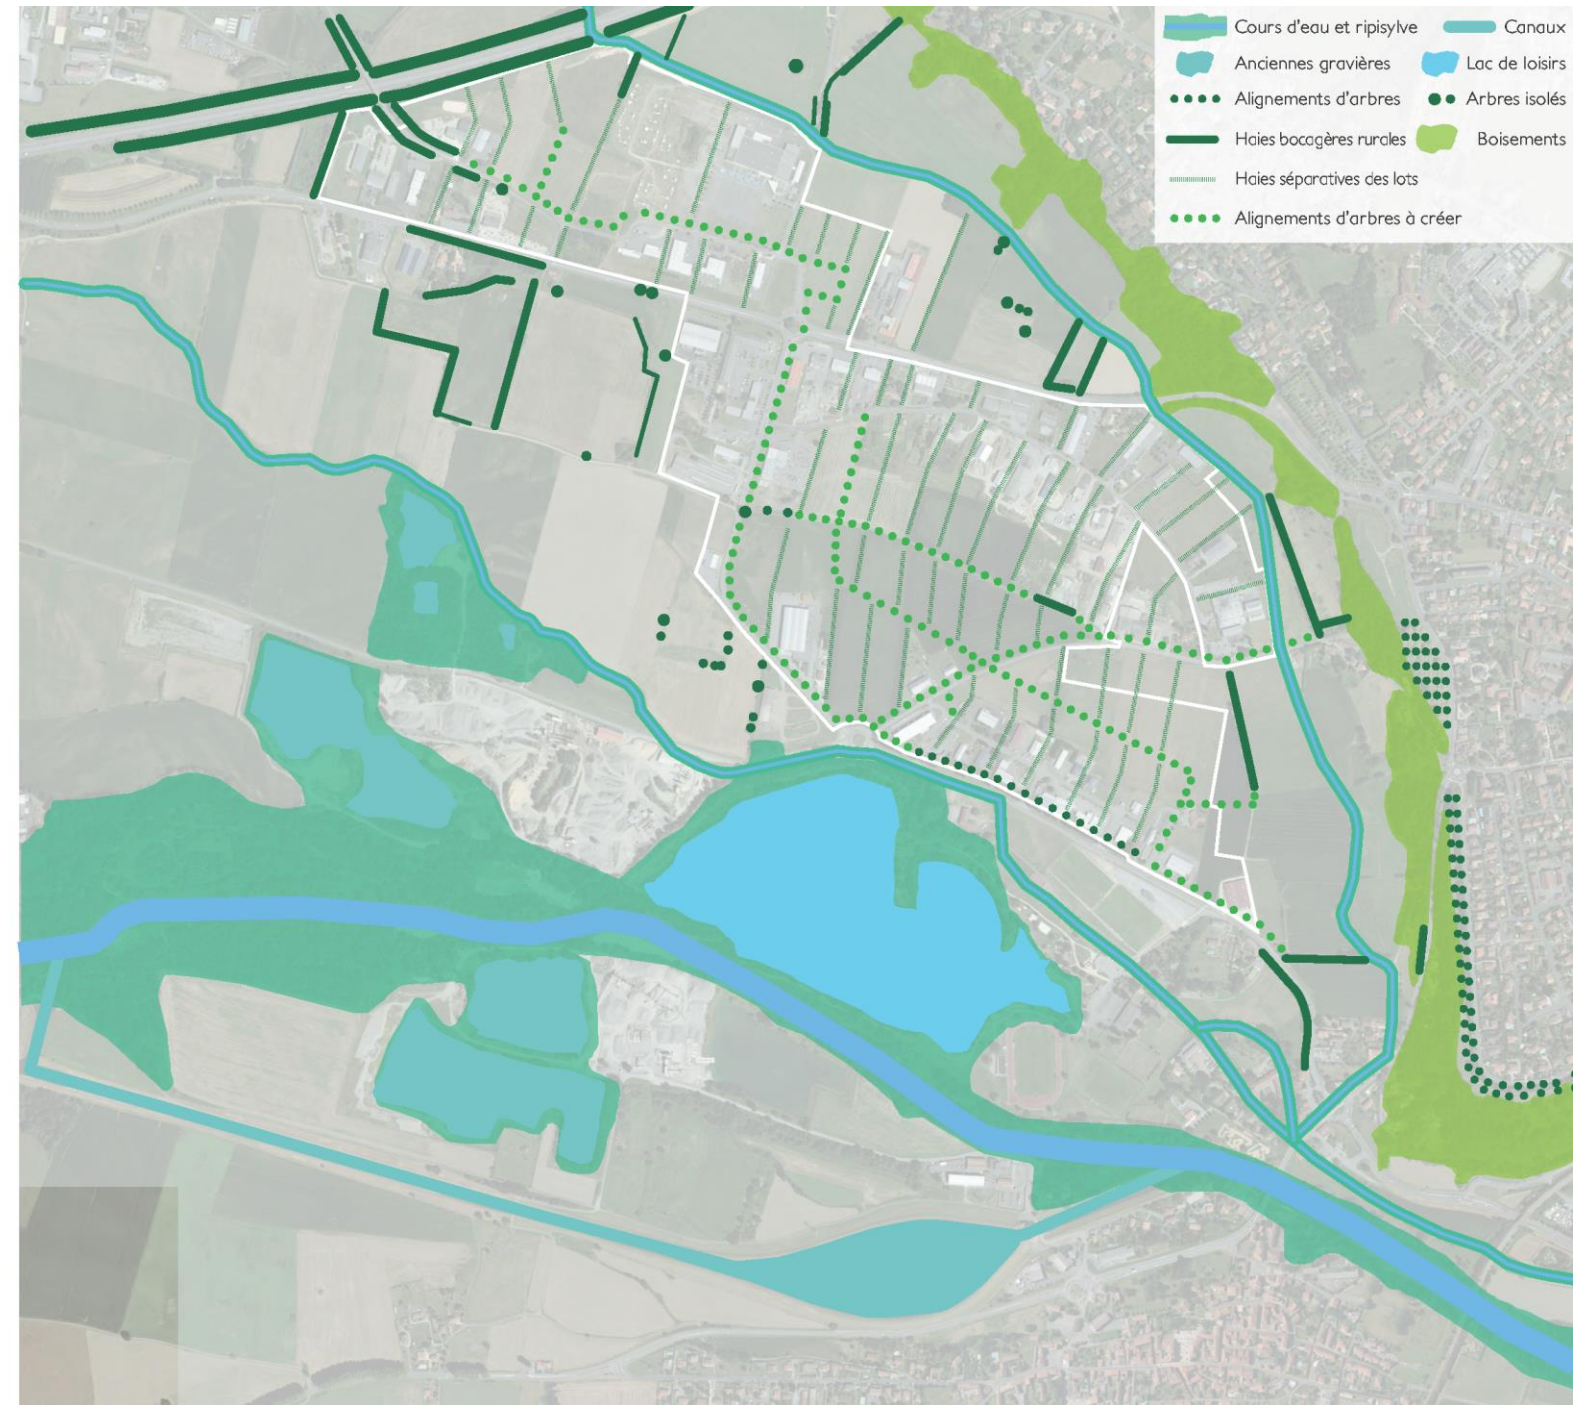 Cours d'eau et ripisylve Canaux
Anciennes gravières Lac de loisirs
Alignements d'arbres Arbres isolés
Haies bocagères rurales Boisements
Haies séparatives des lots
Alignements d'arbres à créer